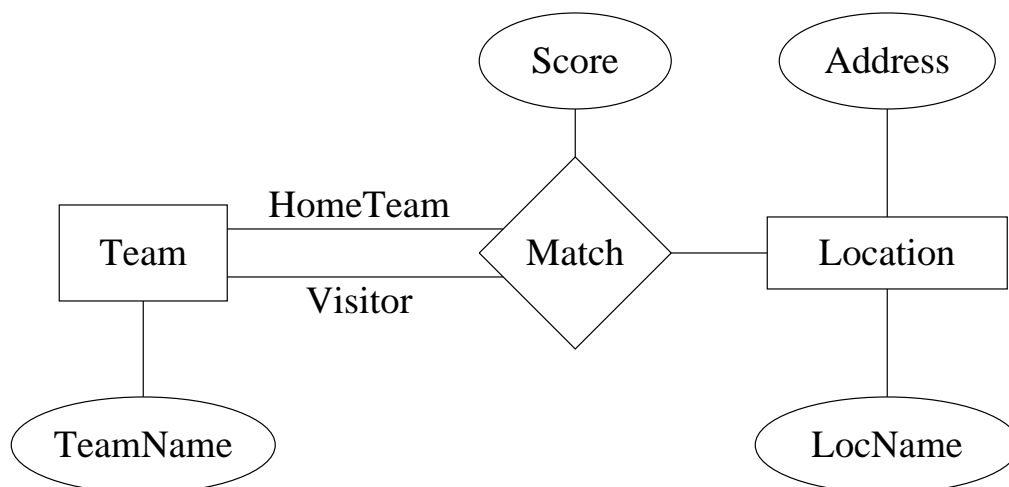 Score
Address
HomeTeam
Team
Match
Location
Visitor
TeamName
LocName